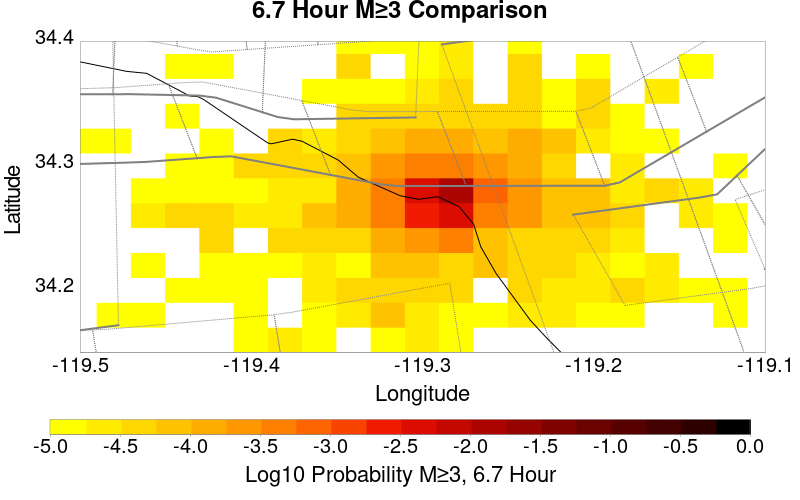 6.7 Hour M≥3 Comparison
34.4
34.3
34.2
Latitude
-119.5 -119.4 -119.3 -119.2 -119.1
Longitude
-5.0 -4.5 -4.0 -3.5 -3.0 -2.5 -2.0 -1.5 -1.0 -0.5 0.0
Log10 Probability M≥3, 6.7 Hour